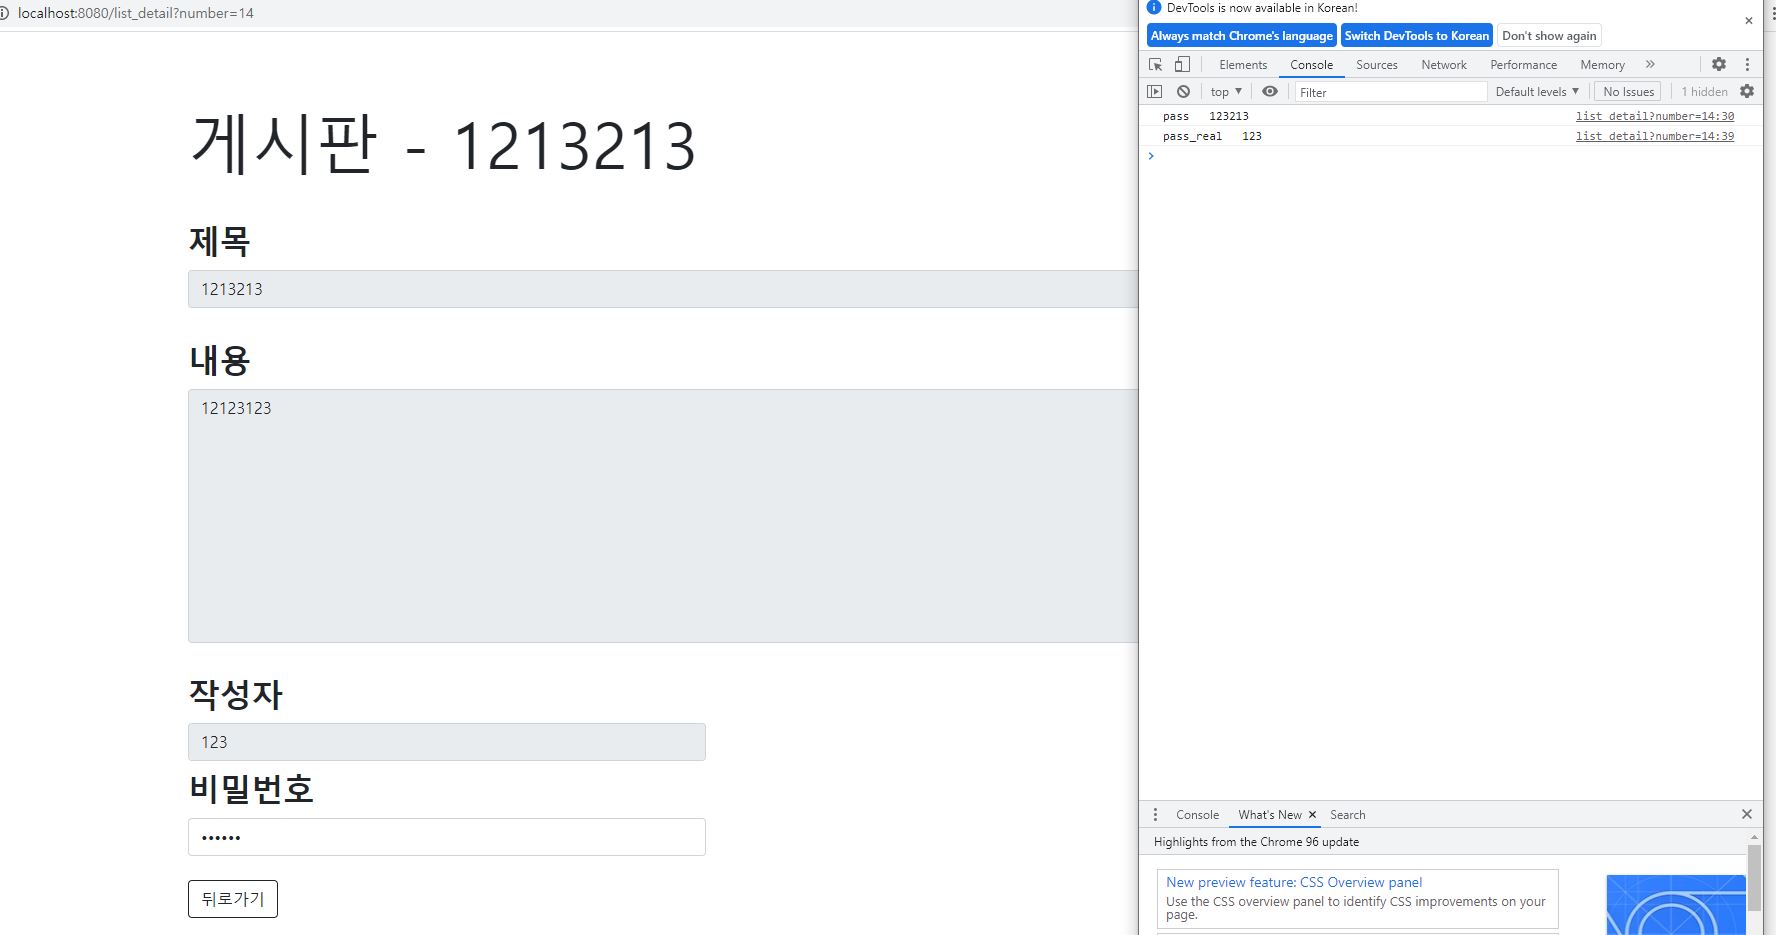 localhost:8080/list_detail?number=14
게시판 - 1213213
제목
1213213
내용
12123123
작성자
123
비밀번호
••••••
뒤로가기
DevTools is now available in Korean!
Always match Chrome's language Switch DevTools to Korean Don't show again
Elements Console Sources Network Performance Memory »
top ▼ Filter Default levels ▼ No Issues 1 hidden
pass 123213 list_detail?number=14:30
pass_real 123 list_detail?number=14:39
Console What's New × Search
Highlights from the Chrome 96 update
New preview feature: CSS Overview panel
Use the CSS overview panel to identify CSS improvements on your
page.